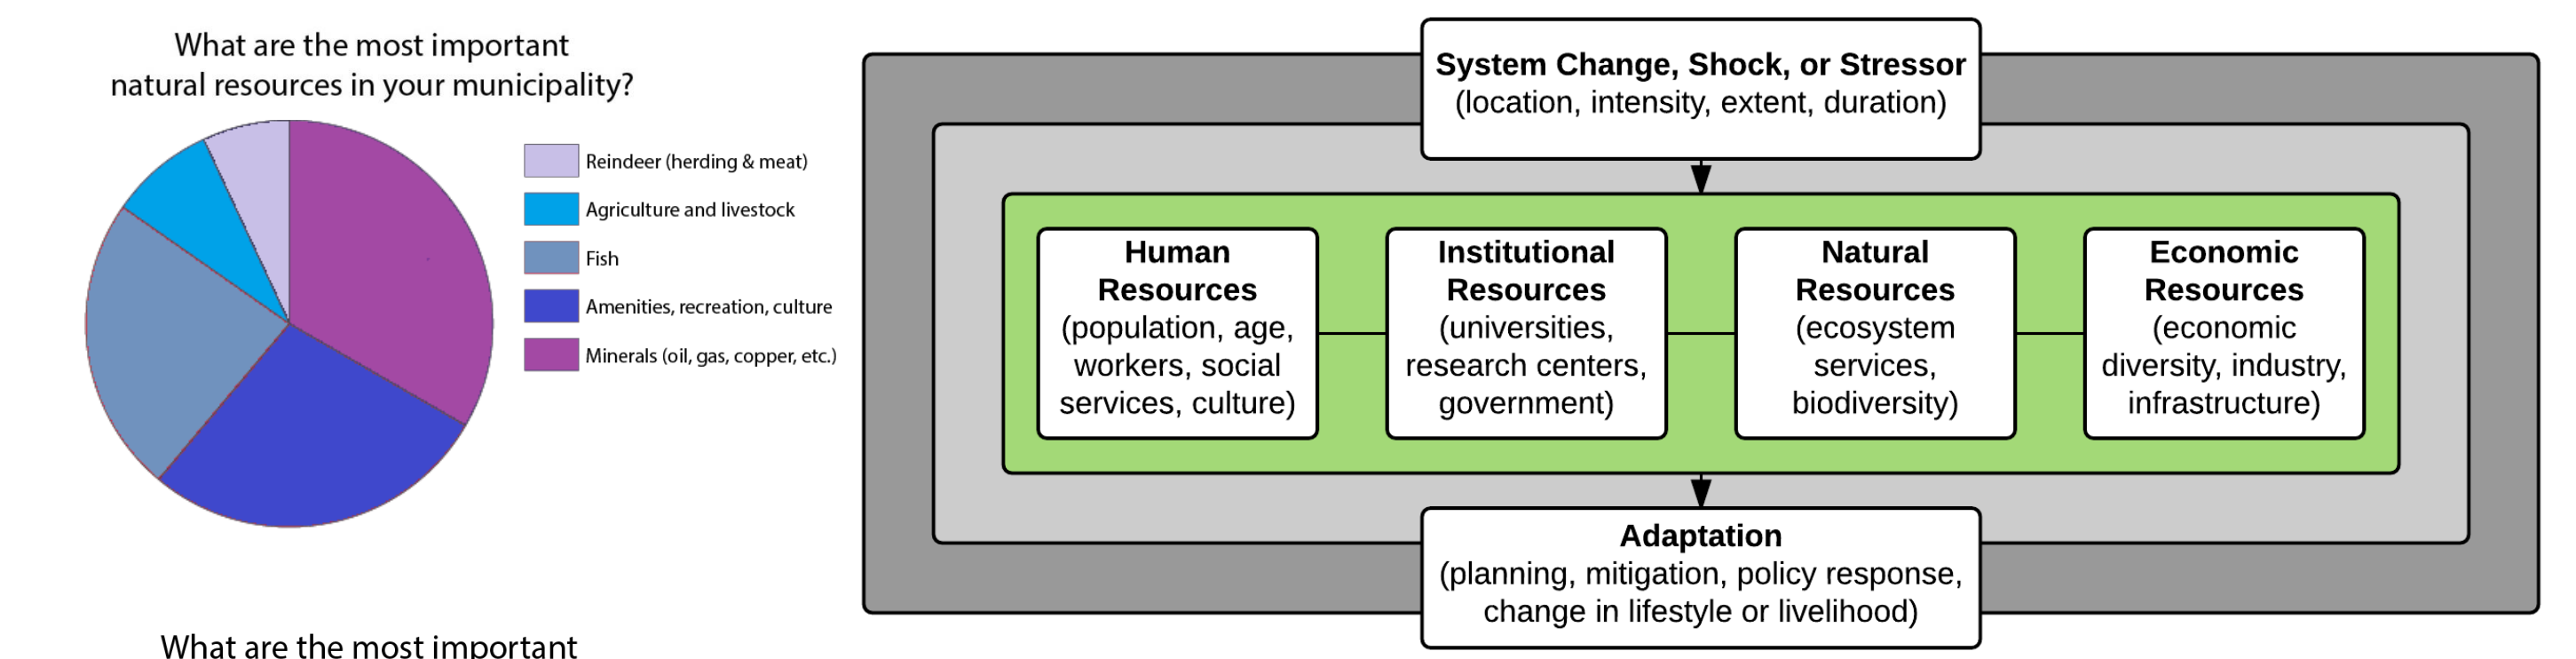 What are the most important
natural resources in your municipality?
Reindeer (herding & meat)
Agriculture and livestock
Fish
Amenities, recreation, culture
Minerals (oil, gas, copper, etc.)
What are the most important
System Change, Shock, or Stressor
(location, intensity, extent, duration)
Human
Resources
(population, age,
workers, social
services, culture)
Institutional
Resources
(universities,
research centers,
government)
Natural
Resources
(ecosystem
services,
biodiversity)
Economic
Resources
(economic
diversity, industry,
infrastructure)
Adaptation
(planning, mitigation, policy response,
change in lifestyle or livelihood)